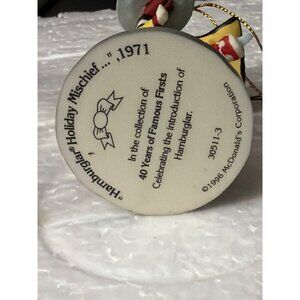 "Hamburglar® Holiday Mischief...",1971
In the collection of
40 Years of Famous Firsts
Celebrating the introduction of
Hamburglar.
30511-3
©1996 McDonald's Corporation